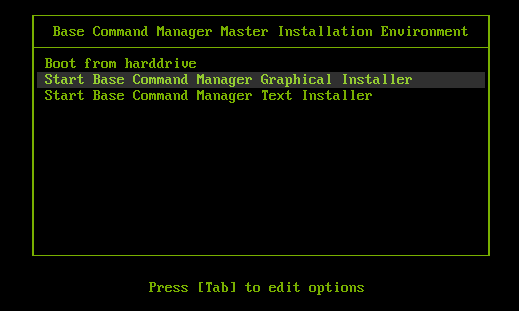 Base Command Manager Master Installation Environment
Boot from harddrive
Start Base Command Manager Graphical Installer
Start Base Command Manager Text Installer
Press [Tab] to edit options